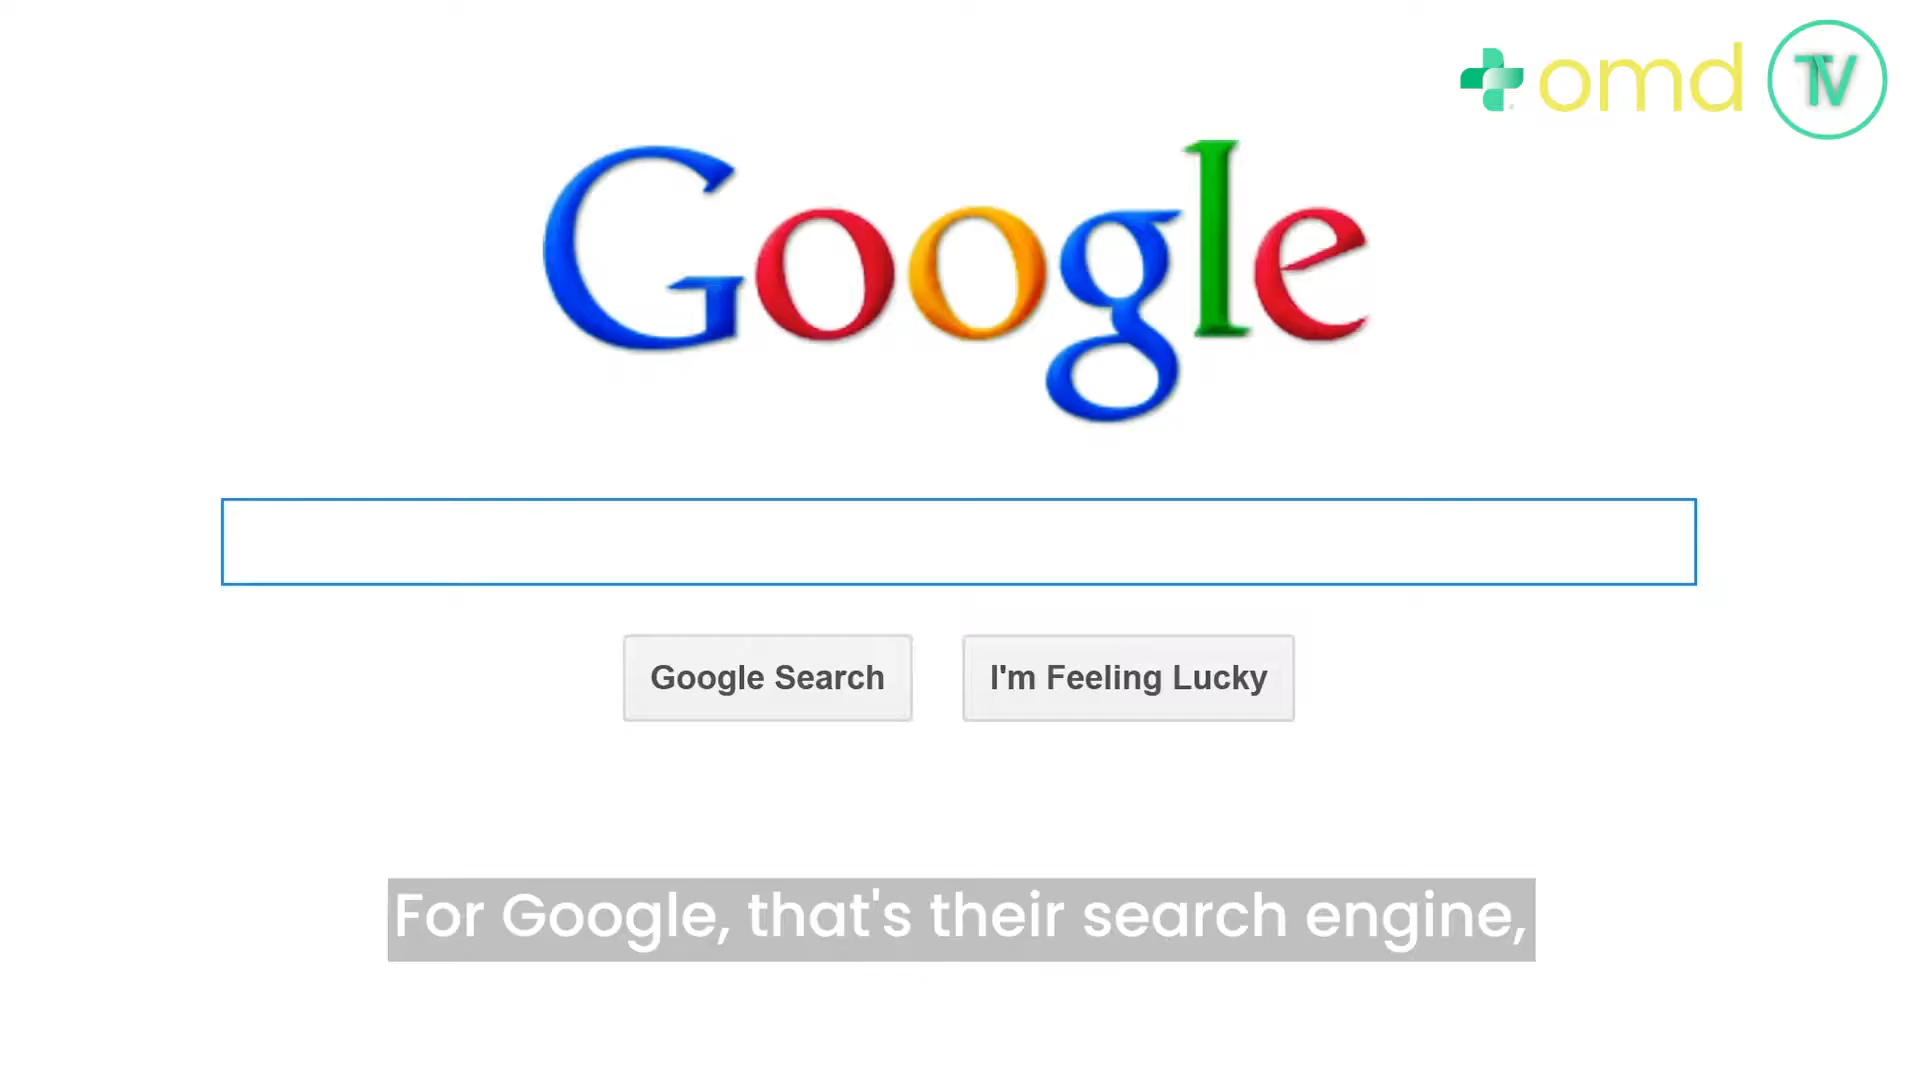 omd TV
Google
Google Search
I'm Feeling Lucky
For Google, that's their search engine,